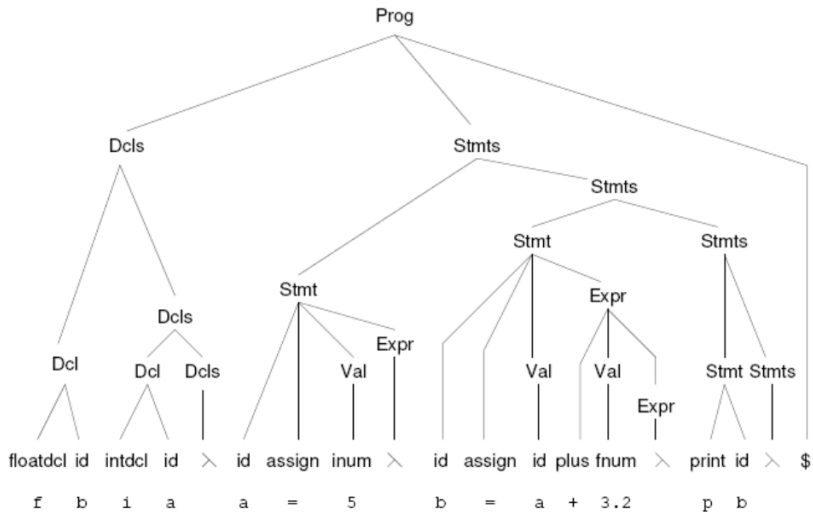 Prog
Dcls Stmts
Stmts
Stmt Stmts
Stmt Expr
Dcls
Expr
Dcl Dcl Dcls Val Val Val Stmt Stmts
Expr
floatdcl id intdcl id λ id assign inum λ id assign id plus fnum λ print id λ $
f b i a a = 5 b = a + 3.2 p b